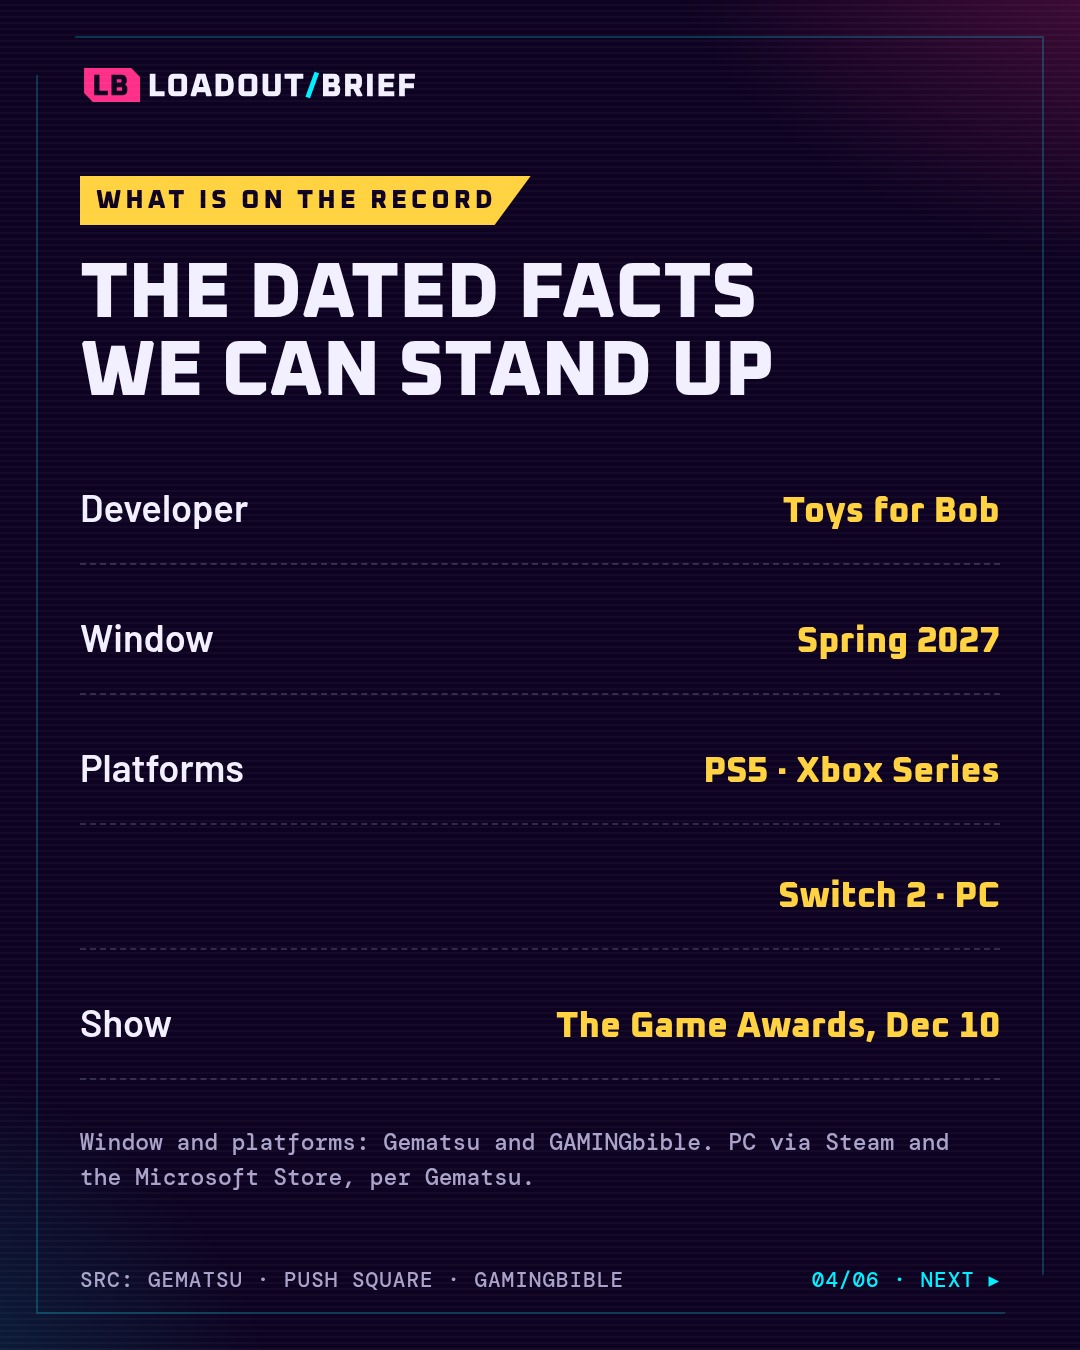 LB LOADOUT/BRIEF
WHAT IS ON THE RECORD
THE DATED FACTS
WE CAN STAND UP
Developer Toys for Bob
Window Spring 2027
Platforms PS5 · Xbox Series
Switch 2 · PC
Show The Game Awards, Dec 10
Window and platforms: Gematsu and GAMINGbible. PC via Steam and
the Microsoft Store, per Gematsu.
SRC: GEMATSU · PUSH SQUARE · GAMINGBIBLE 04/06 · NEXT ▸